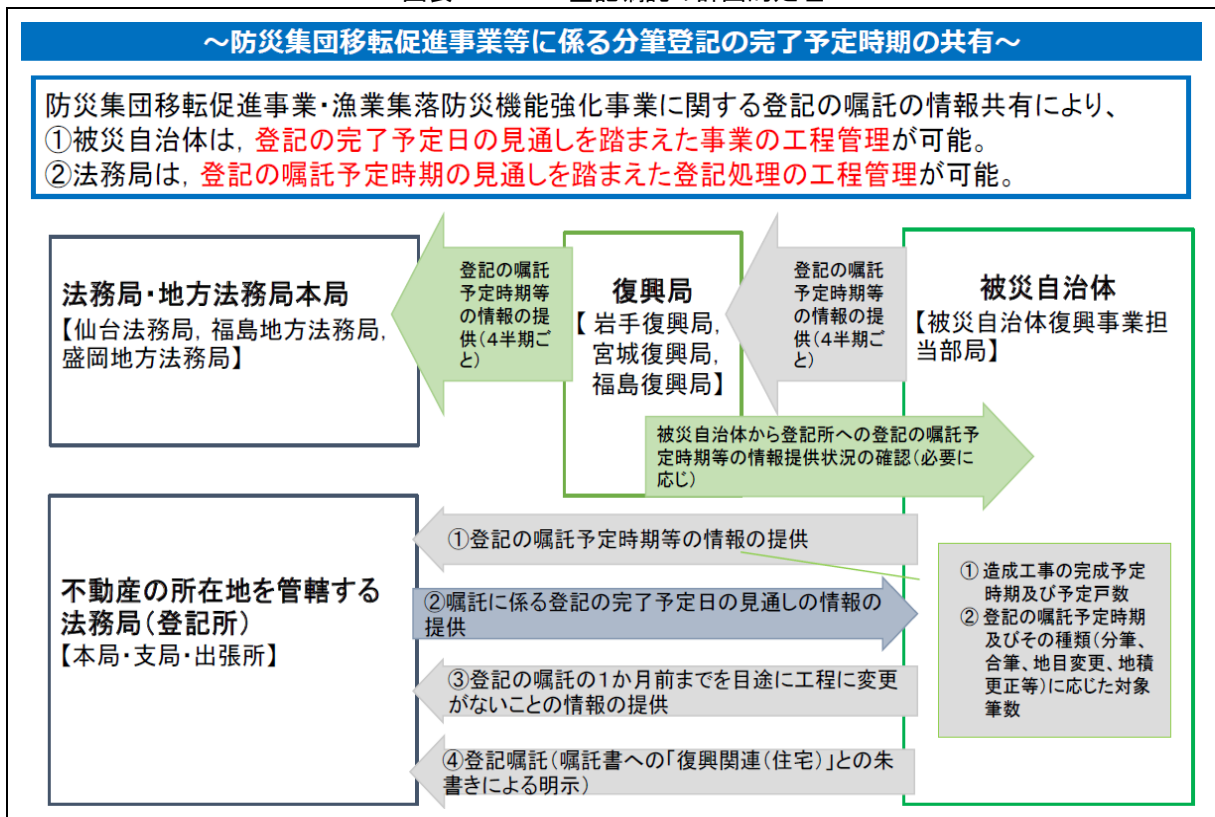 ~防災集団移転促進事業等に係る分筆登記の完了予定時期の共有~
防災集団移転促進事業・漁業集落防災機能強化事業に関する登記の嘱託の情報共有により、
①被災自治体は，登記の完了予定日の見通しを踏まえた事業の工程管理が可能。
②法務局は，登記の嘱託予定時期の見通しを踏まえた登記処理の工程管理が可能。
法務局・地方法務局本局
【仙台法務局，福島地方法務局，
盛岡地方法務局】
登記の嘱託
予定時期等
の情報の提
供（4半期ご
と）
復興局
【 岩手復興局，
宮城復興局，
福島復興局】
登記の嘱託
予定時期等
の情報の提
供（4半期ご
と）
被災自治体
【被災自治体復興事業担
当部局】
被災自治体から登記所への登記の嘱託予
定時期等の情報提供状況の確認（必要に
応じ）
不動産の所在地を管轄する
法務局（登記所）
【本局・支局・出張所】
①登記の嘱託予定時期等の情報の提供
②嘱託に係る登記の完了予定日の見通しの情報の
提供
③登記の嘱託の１か月前までを目途に工程に変更
がないことの情報の提供
④登記嘱託（嘱託書への「復興関連（住宅）」との朱
書きによる明示）
① 造成工事の完成予定
時期及び予定戸数
② 登記の嘱託予定時期
及びその種類（分筆、
合筆、地目変更、地積
更正等）に応じた対象
筆数